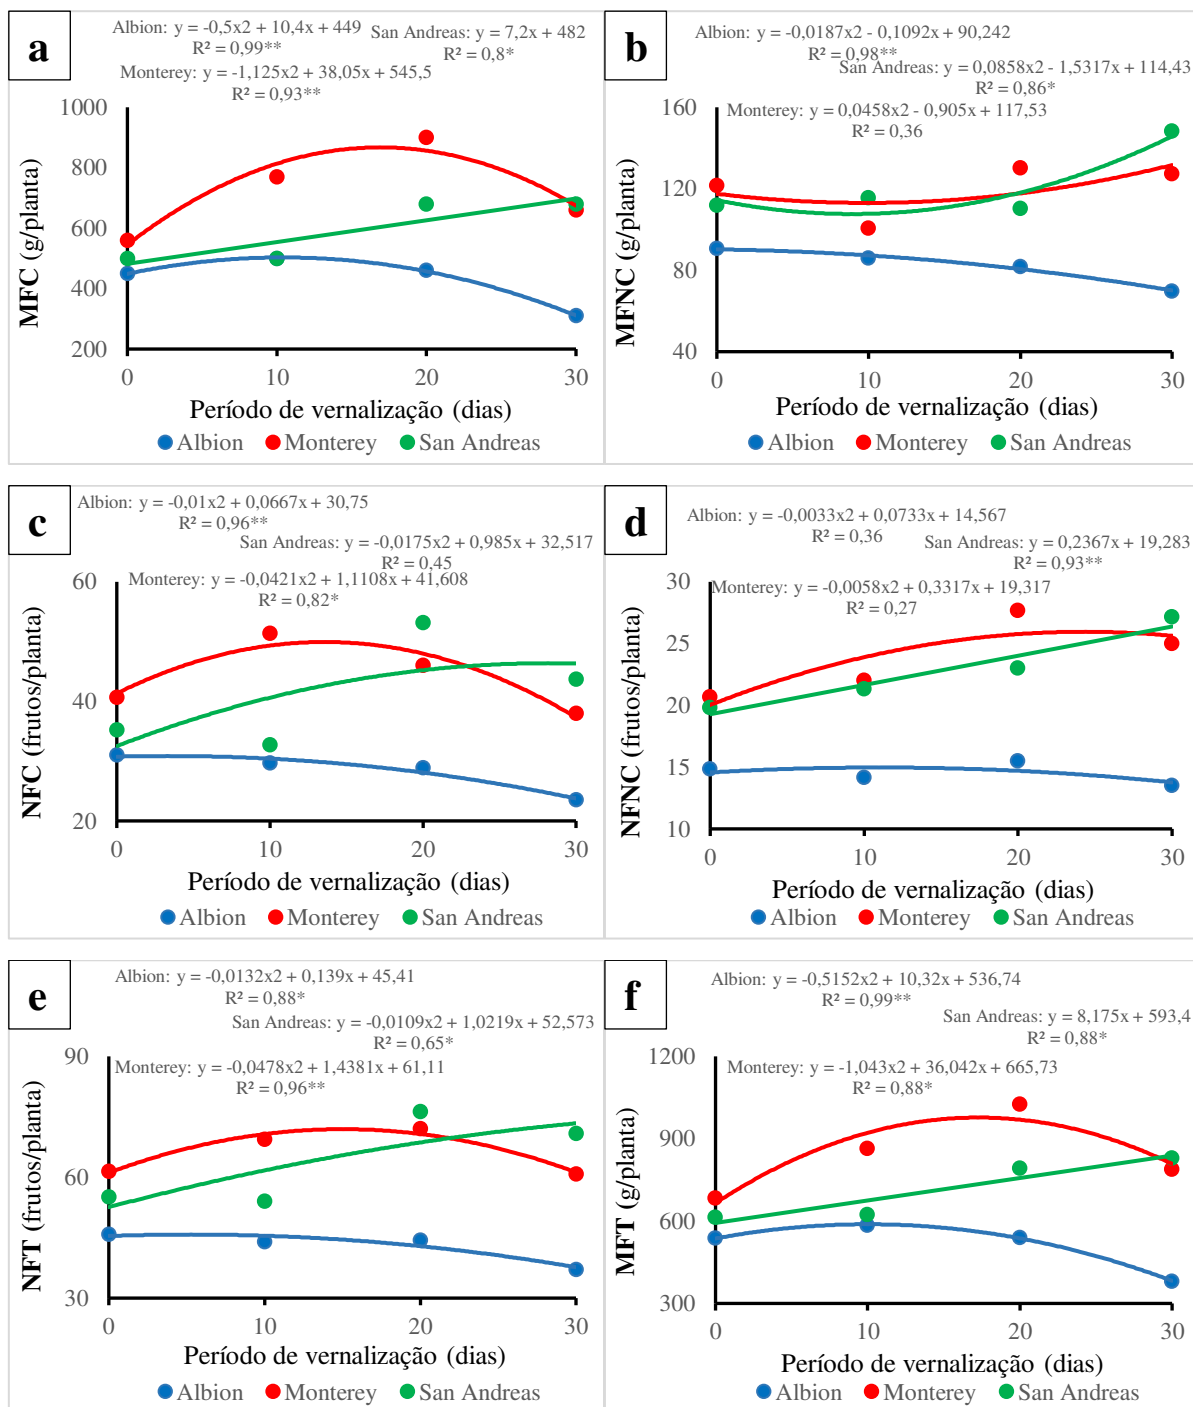 a
Albion: y = -0,5x2 + 10,4x + 449
R² = 0,99**
San Andreas: y = 7,2x + 482
R² = 0,8*
Monterey: y = -1,125x2 + 38,05x + 545,5
R² = 0,93**
MFC (g/planta)
1000
800
600
400
200
0 10 20 30
Período de vernalização (dias)
Albion Monterey San Andreas
b
Albion: y = -0,0187x2 - 0,1092x + 90,242
R² = 0,98**
San Andreas: y = 0,0858x2 - 1,5317x + 114,43
R² = 0,86*
Monterey: y = 0,0458x2 - 0,905x + 117,53
R² = 0,36
MFNC (g/planta)
160
120
80
40
0 10 20 30
Período de vernalização (dias)
Albion Monterey San Andreas
c
Albion: y = -0,01x2 + 0,0667x + 30,75
R² = 0,96**
San Andreas: y = -0,0175x2 + 0,985x + 32,517
R² = 0,45
Monterey: y = -0,0421x2 + 1,1108x + 41,608
R² = 0,82*
NFC (frutos/planta)
60
40
20
0 10 20 30
Período de vernalização (dias)
Albion Monterey San Andreas
d
Albion: y = -0,0033x2 + 0,0733x + 14,567
R² = 0,36
San Andreas: y = 0,2367x + 19,283
R² = 0,93**
Monterey: y = -0,0058x2 + 0,3317x + 19,317
R² = 0,27
NFNC (frutos/planta)
30
25
20
15
10
0 10 20 30
Período de vernalização (dias)
Albion Monterey San Andreas
e
Albion: y = -0,0132x2 + 0,139x + 45,41
R² = 0,88*
San Andreas: y = -0,0109x2 + 1,0219x + 52,573
R² = 0,65*
Monterey: y = -0,0478x2 + 1,4381x + 61,11
R² = 0,96**
NFT (frutos/planta)
90
60
30
0 10 20 30
Período de vernalização (dias)
Albion Monterey San Andreas
f
Albion: y = -0,5152x2 + 10,32x + 536,74
R² = 0,99**
San Andreas: y = 8,175x + 593,4
R² = 0,88*
Monterey: y = -1,043x2 + 36,042x + 665,73
R² = 0,88*
MFT (g/planta)
1200
900
600
300
0 10 20 30
Período de vernalização (dias)
Albion Monterey San Andreas